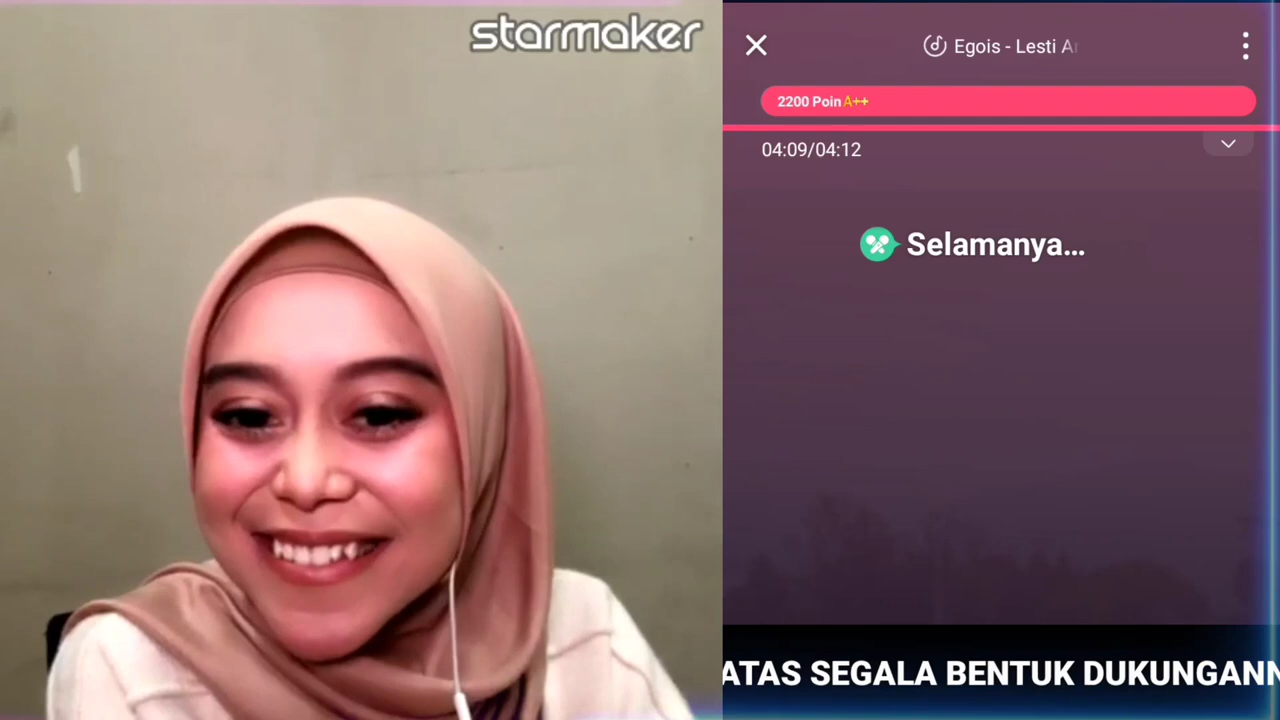 starmaker
Egois - Lesti A
2200 Poin A++
04:09/04:12
Selamanya...
ATAS SEGALA BENTUK DUKUNGANN